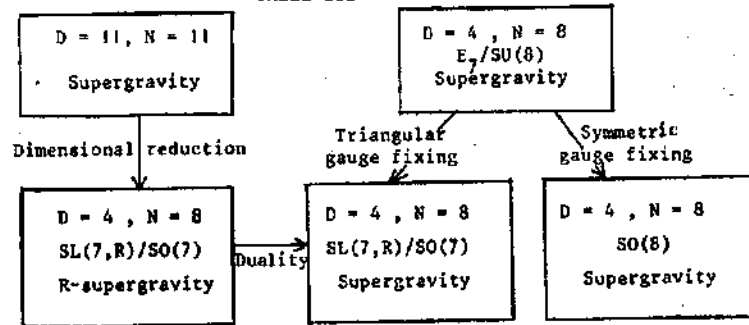 D = 11, N = 11
Supergravity
D = 4 , N = 8
E7/SU(8)
Supergravity
Dimensional reduction
Triangular
gauge fixing
Symmetric
gauge fixing
D = 4 , N = 8
SL(7,R)/SO(7)
R-supergravity
Duality
D = 4 , N = 8
SL(7,R)/SO(7)
Supergravity
D = 4 , N = 8
SO(8)
Supergravity